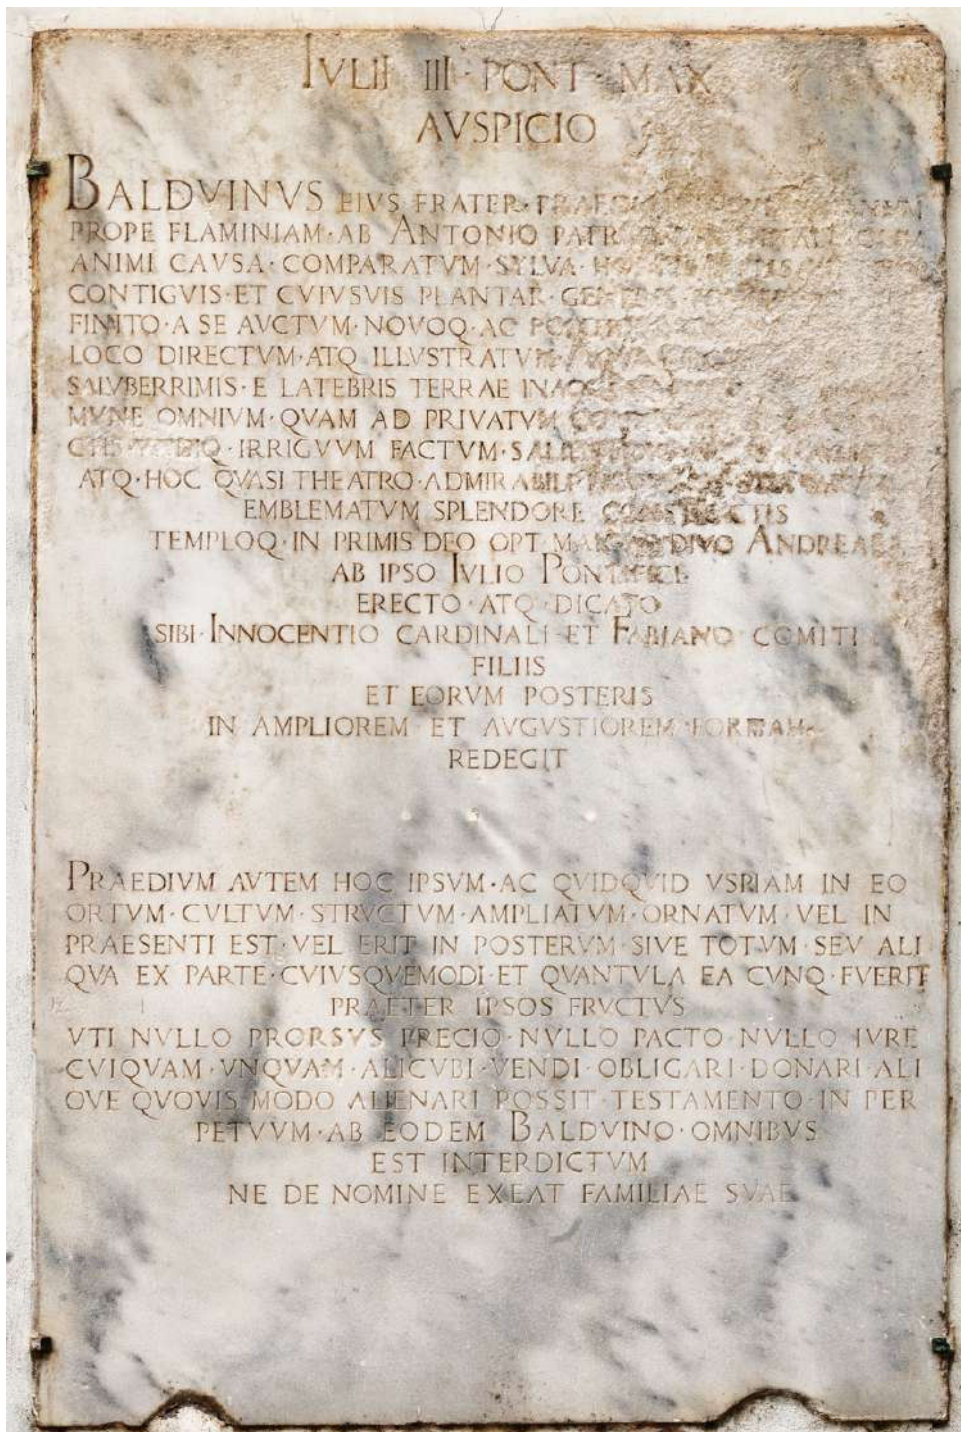 IVLII III · PONT · MAX
AVSPICIO
BALDVINVS EIVS FRATER ·
PROPE FLAMINIAM · AB ANTONIO
ANIMI CAVSA · COMPARATVM · SYLVA ·
CONTIGVIS · ET CVIVSVIS PLANTAR ·
FINITO · A SE AVCTVM · NOVOQ · AC
LOCO DIRECTVM · ATQ ILLVSTRATVM
SALVBERRIMIS · E LATEBRIS TERRAE
MVNE OMNIVM · QVAM AD PRIVATVM
IRRIGVVM FACTVM ·
ATQ · HOC QVASI THEATRO · ADMIRABILI
EMBLEMATVM SPLENDORE
TEMPLOQ · IN PRIMIS DEO OPT DIVO ANDREAE
AB IPSO IVLIO PONTIFICE
ERECTO · ATQ · DICATO
SIBI · INNOCENTIO CARDINALI · ET FABIANO COMITI
FILIIS
ET EORVM POSTERIS
IN AMPLIOREM ET AVGVSTIOREM · FORMAM
REDEGIT
PRAEDIVM AVTEM HOC IPSVM · AC QVIDQVID VSPIAM IN EO
ORTVM · CVLTVM · STRVCTVM · AMPLIATVM · ORNATVM · VEL IN
PRAESENTI EST · VEL ERIT IN POSTERVM · SIVE TOTVM · SEV ALI
QVA EX PARTE · CVIVSQVEMODI · ET QVANTVLA EA CVNQ · FVERIT
PRAETER IPSOS FRVCTVS
VTI NVLLO PRORSVS PRECIO · NVLLO PACTO · NVLLO IVRE
CVIQVAM · VNQVAM · ALICVBI · VENDI · OBLIGARI · DONARI · ALI
OVE QVOVIS MODO ALIENARI POSSIT · TESTAMENTO · IN PER
PETVVM · AB EODEM BALDVINO · OMNIBVS
EST INTERDICTVM
NE DE NOMINE EXEAT FAMILIAE SVAE